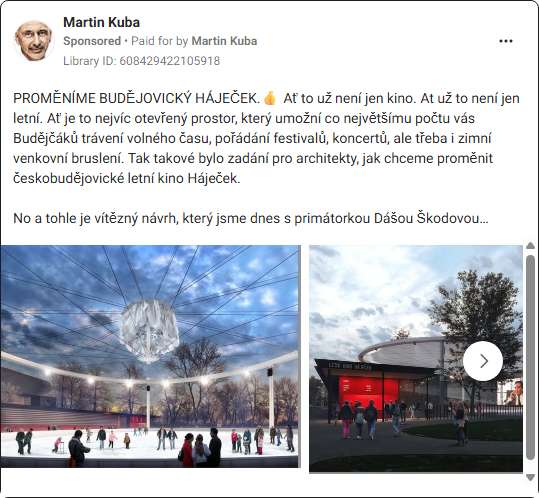 Martin Kuba
Sponsored • Paid for by Martin Kuba
Library ID: 608429422105918
PROMĚNÍME BUDĚJOVICKÝ HÁJEČEK.👍 Ať to už není jen kino. At už to není jen
letní. Ať je to nejvíc otevřený prostor, který umožní co největšímu počtu vás
Budějčáků trávení volného času, pořádání festivalů, koncertů, ale třeba i zimní
venkovní bruslení. Tak takové bylo zadání pro architekty, jak chceme proměnit
českobudějovické letní kino Háječek.
No a tohle je vítězný návrh, který jsme dnes s primátorkou Dášou Škodovou…
LETNÍ KINO HÁJEČEK